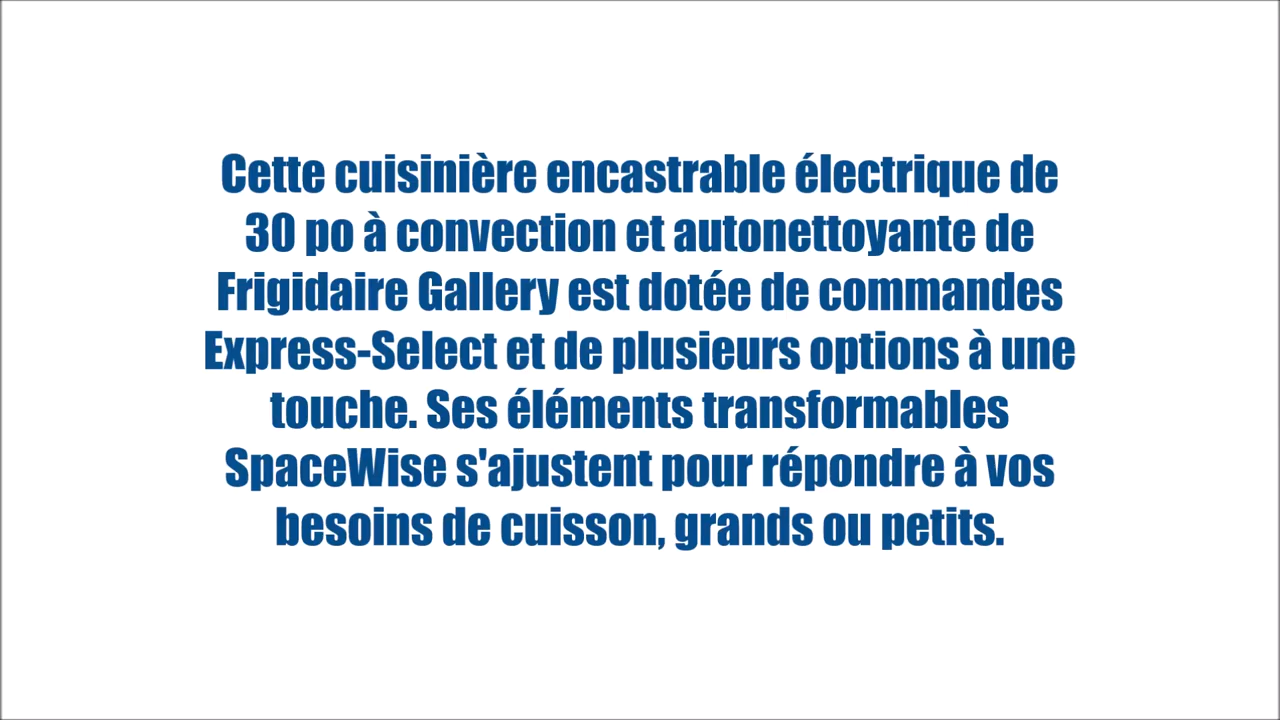 Cette cuisinière encastrable électrique de
30 po à convection et autonettoyante de
Frigidaire Gallery est dotée de commandes
Express-Select et de plusieurs options à une
touche. Ses éléments transformables
SpaceWise s'ajustent pour répondre à vos
besoins de cuisson, grands ou petits.